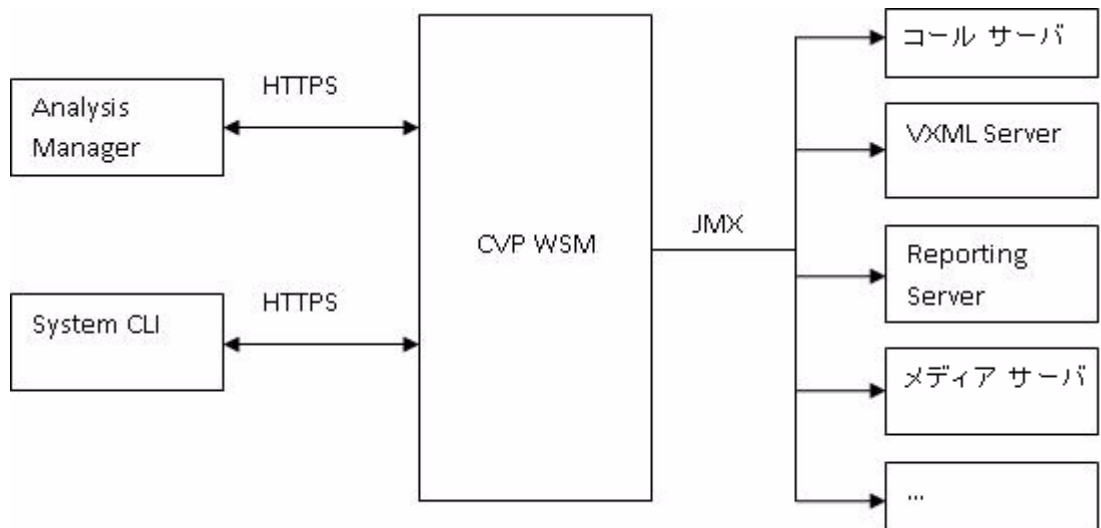 Analysis
Manager
HTTPS
System CLI
HTTPS
CVP WSM
JMX
コール サーバ
VXML Server
Reporting
Server
メディア サーバ
...